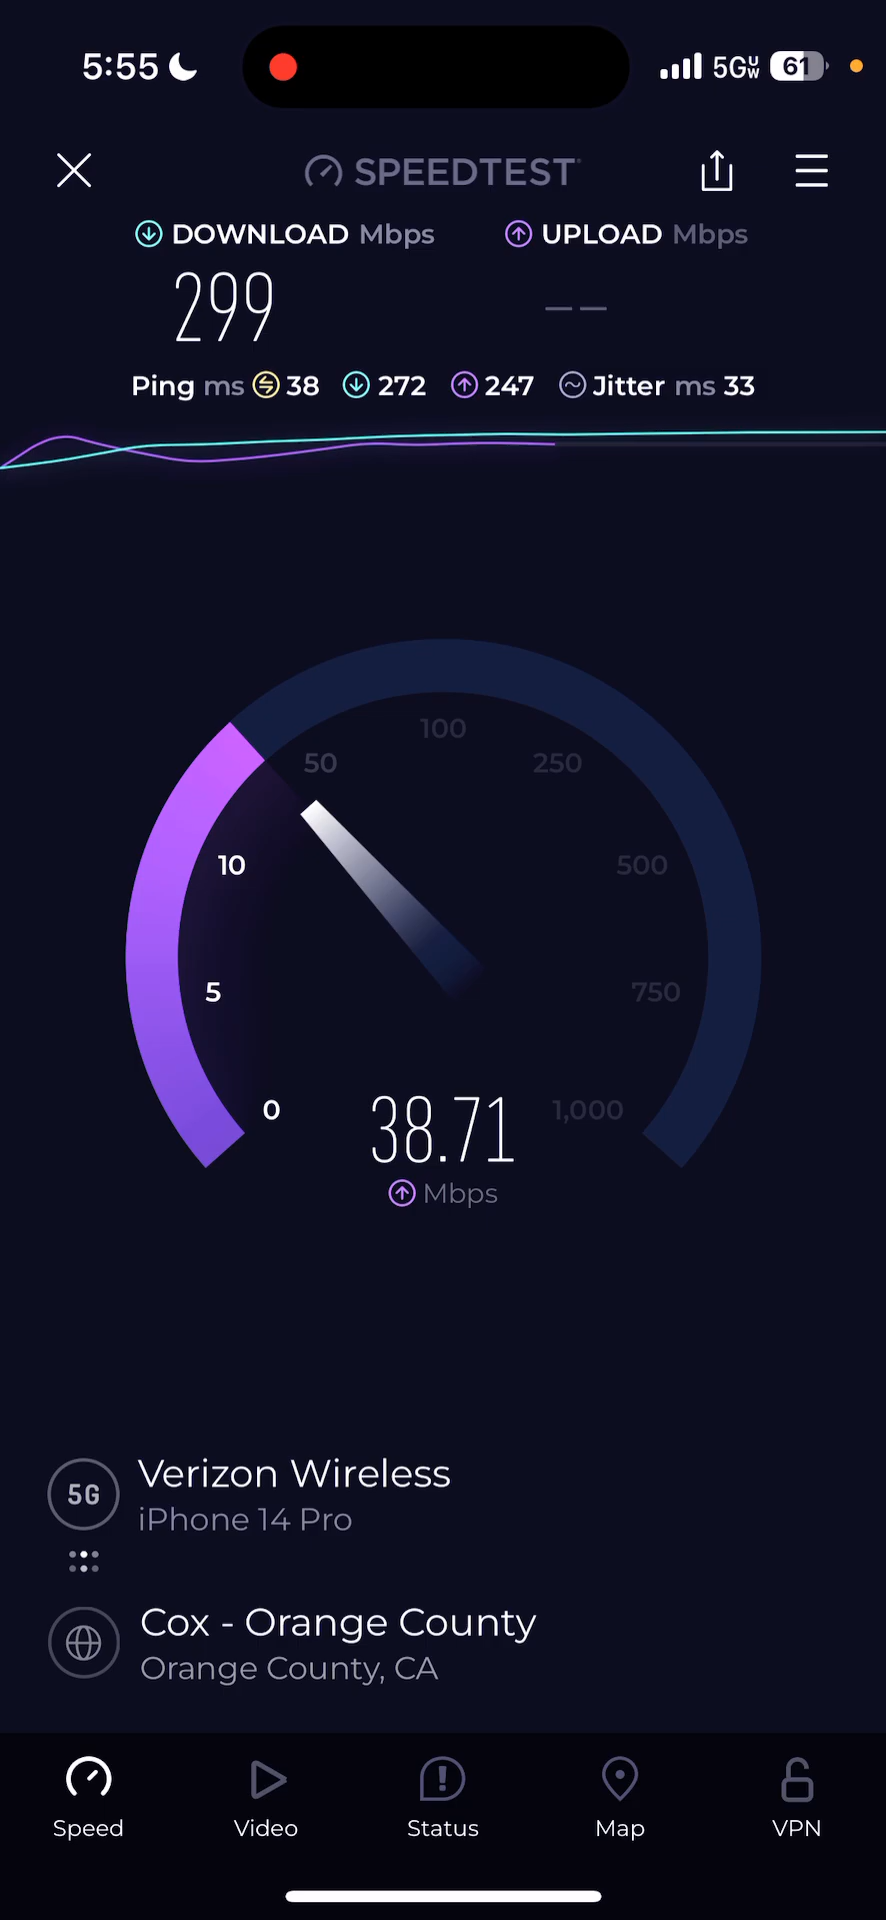 5:55 5G UW 61
SPEEDTEST
DOWNLOAD Mbps UPLOAD Mbps
299 — —
Ping ms 38 272 247 Jitter ms 33
100
50 250
10 500
5 750
0 38.71 1,000
Mbps
5G Verizon Wireless
iPhone 14 Pro
Cox - Orange County
Orange County, CA
Speed Video Status Map VPN